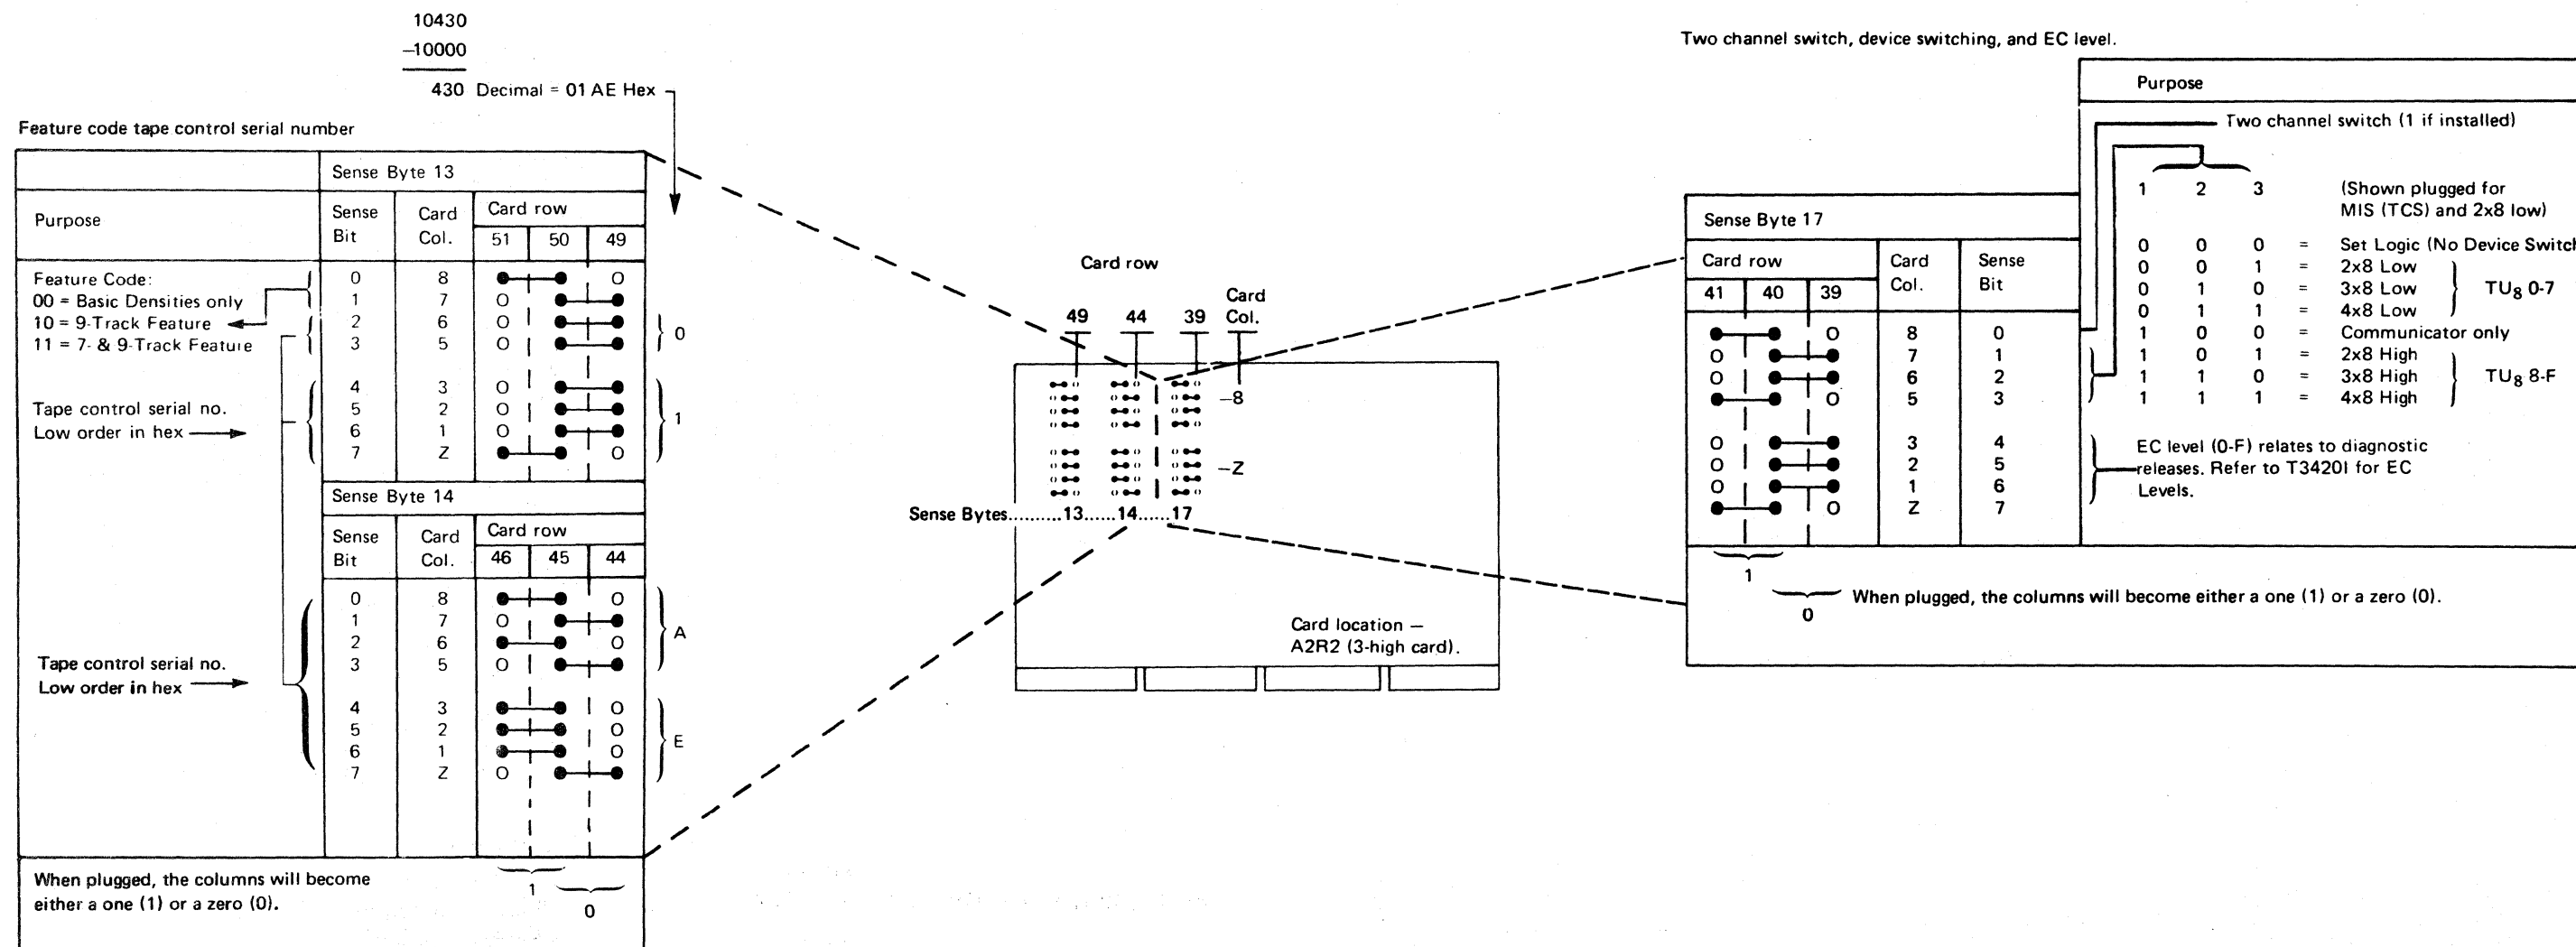 10430
–10000
430 Decimal = 01 AE Hex
Feature code tape control serial number
Sense Byte 13
Purpose
Sense Bit
Card Col.
Card row
51 50 49
Feature Code:
00 = Basic Densities only
10 = 9-Track Feature
11 = 7- & 9-Track Feature
0 8 O
1 7 O
2 6 O
3 5 O
0
Tape control serial no.
Low order in hex
4 3 O
5 2 O
6 1 O
7 Z O
1
Sense Byte 14
Sense Bit
Card Col.
Card row
46 45 44
0 8 O
1 7 O
2 6 O
3 5 O
A
Tape control serial no.
Low order in hex
4 3 O
5 2 O
6 1 O
7 Z O
E
When plugged, the columns will become
either a one (1) or a zero (0).
1
0
Card row
49 44 39
Card
Col.
–8
–Z
Sense Bytes..........13......14......17
Card location –
A2R2 (3-high card).
Two channel switch, device switching, and EC level.
Purpose
Two channel switch (1 if installed)
1 2 3
(Shown plugged for
MIS (TCS) and 2x8 low)
0 0 0 = Set Logic (No Device Switch
0 0 1 = 2x8 Low
0 1 0 = 3x8 Low
TU8 0-7
0 1 1 = 4x8 Low
1 0 0 = Communicator only
1 0 1 = 2x8 High
1 1 0 = 3x8 High
TU8 8-F
1 1 1 = 4x8 High
EC level (0-F) relates to diagnostic
releases. Refer to T3420I for EC
Levels.
Sense Byte 17
Card row
41 40 39
Card
Col.
Sense
Bit
O 8 0
O 7 1
O 6 2
O 5 3
O 3 4
O 2 5
O 1 6
O Z 7
1
0
When plugged, the columns will become either a one (1) or a zero (0).